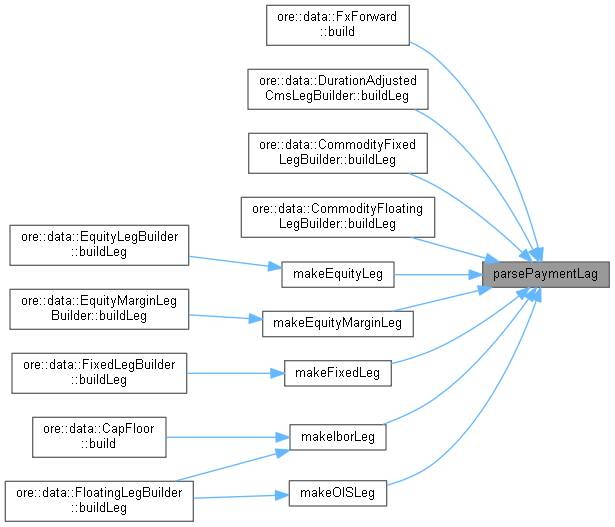 ore::data::FxForward
::build
ore::data::DurationAdjusted
CmsLegBuilder::buildLeg
ore::data::CommodityFixed
LegBuilder::buildLeg
ore::data::CommodityFloating
LegBuilder::buildLeg
ore::data::EquityLegBuilder
::buildLeg
makeEquityLeg
parsePaymentLag
ore::data::EquityMarginLeg
Builder::buildLeg
makeEquityMarginLeg
ore::data::FixedLegBuilder
::buildLeg
makeFixedLeg
ore::data::CapFloor
::build
makeIborLeg
ore::data::FloatingLegBuilder
::buildLeg
makeOISLeg